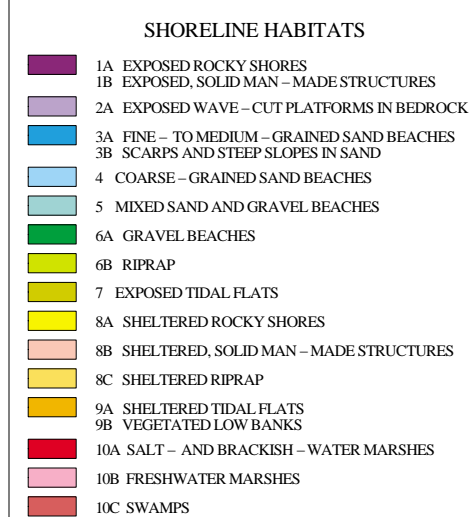 SHORELINE HABITATS
1A EXPOSED ROCKY SHORES
1B EXPOSED, SOLID MAN – MADE STRUCTURES
2A EXPOSED WAVE – CUT PLATFORMS IN BEDROCK
3A FINE – TO MEDIUM – GRAINED SAND BEACHES
3B SCARPS AND STEEP SLOPES IN SAND
4 COARSE – GRAINED SAND BEACHES
5 MIXED SAND AND GRAVEL BEACHES
6A GRAVEL BEACHES
6B RIPRAP
7 EXPOSED TIDAL FLATS
8A SHELTERED ROCKY SHORES
8B SHELTERED, SOLID MAN – MADE STRUCTURES
8C SHELTERED RIPRAP
9A SHELTERED TIDAL FLATS
9B VEGETATED LOW BANKS
10A SALT – AND BRACKISH – WATER MARSHES
10B FRESHWATER MARSHES
10C SWAMPS